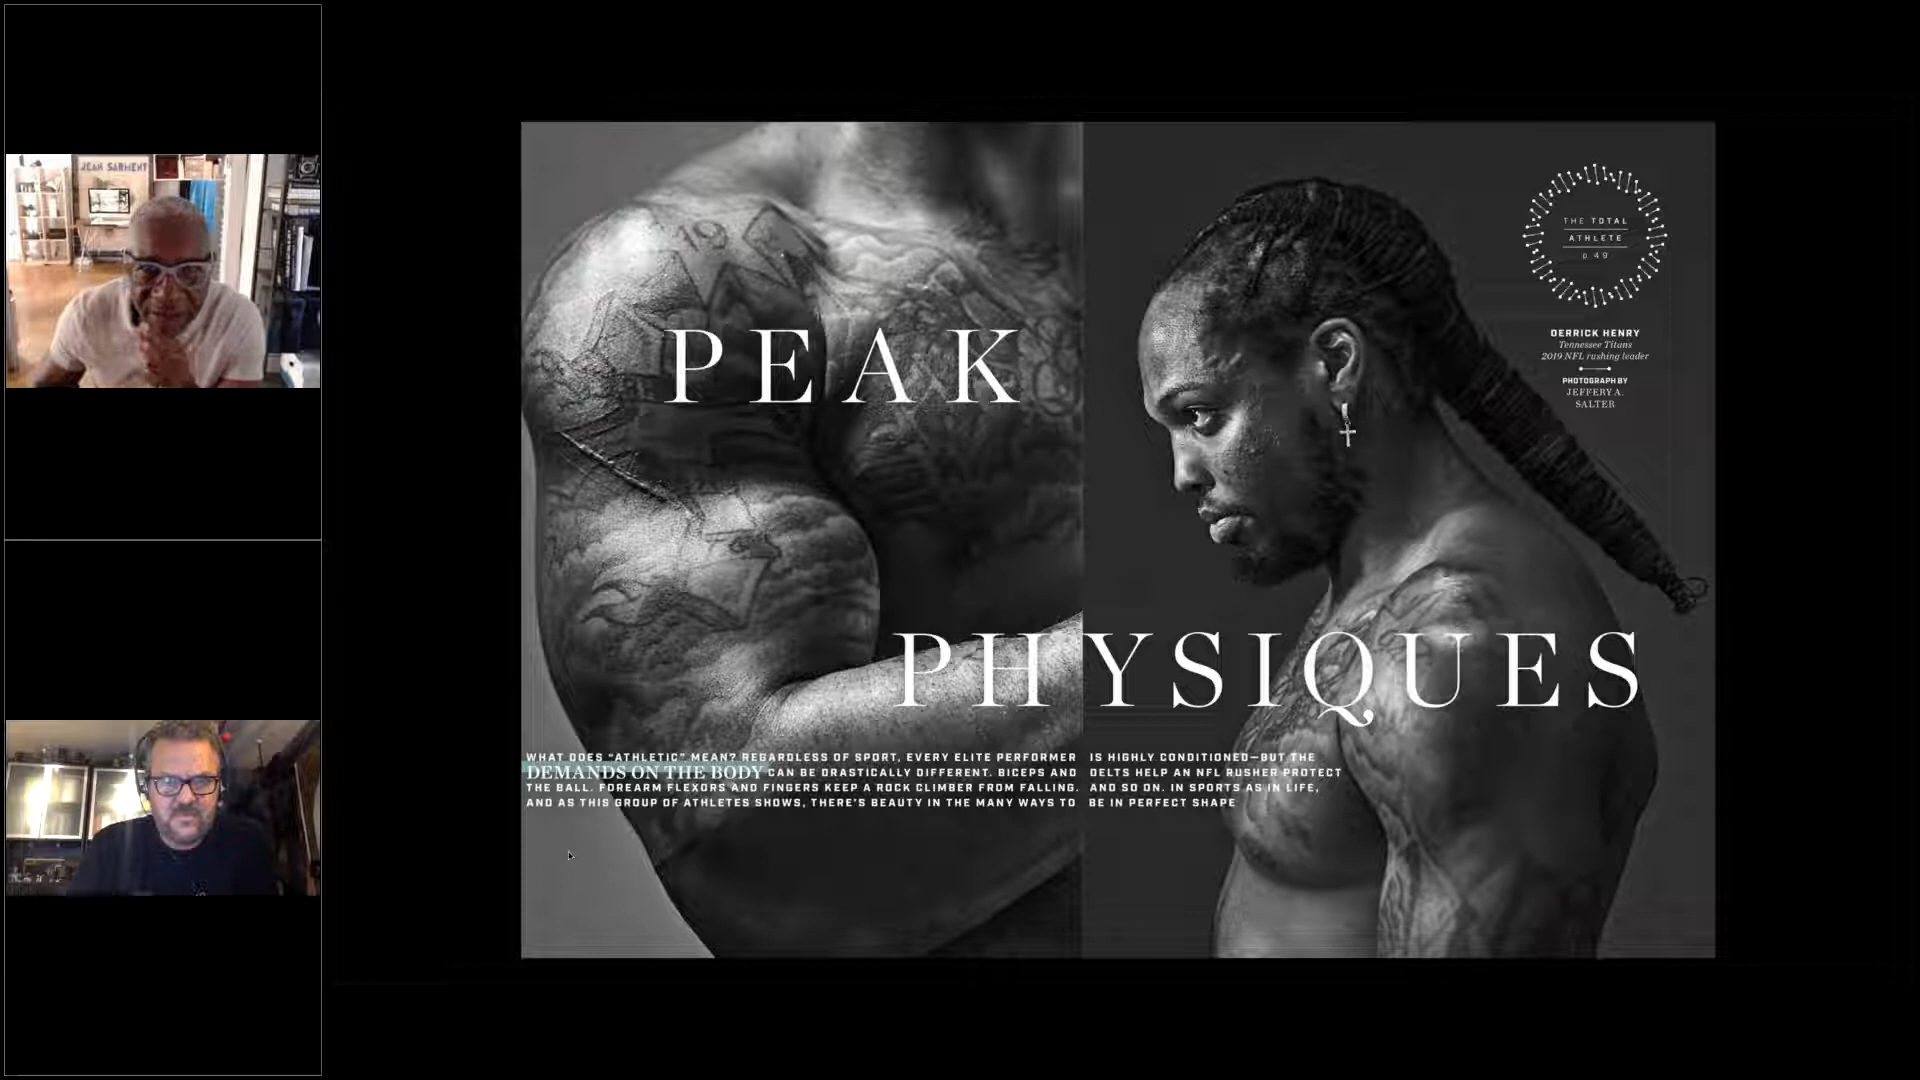 JEAN SARMENT
19
PEAK
PHYSIQUES
THE TOTAL
ATHLETE
p. 49
DERRICK HENRY
Tennessee Titans
2019 NFL rushing leader
PHOTOGRAPH BY
JEFFERY A.
SALTER
WHAT DOES “ATHLETIC” MEAN? REGARDLESS OF SPORT, EVERY ELITE PERFORMER IS HIGHLY CONDITIONED—BUT THE
DEMANDS ON THE BODY CAN BE DRASTICALLY DIFFERENT. BICEPS AND DELTS HELP AN NFL RUSHER PROTECT
THE BALL. FOREARM FLEXORS AND FINGERS KEEP A ROCK CLIMBER FROM FALLING. AND SO ON. IN SPORTS AS IN LIFE,
AND AS THIS GROUP OF ATHLETES SHOWS, THERE’S BEAUTY IN THE MANY WAYS TO BE IN PERFECT SHAPE